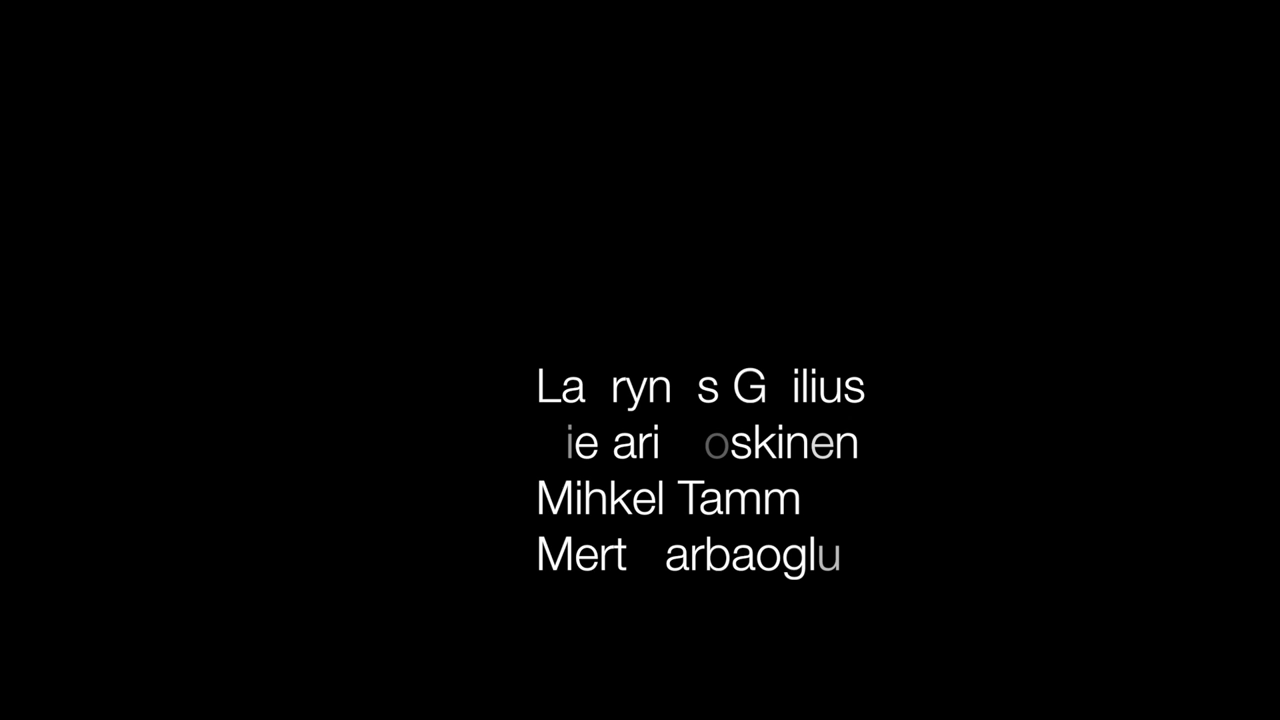 La ryn s G ilius
ie ari oskinen
Mihkel Tamm
Mert arbaoglu